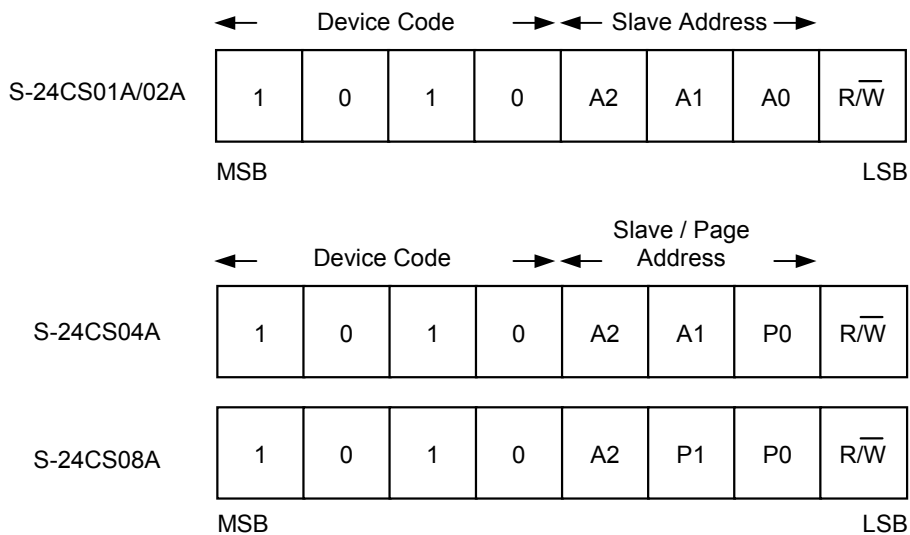 Device Code Slave Address
S-24CS01A/02A 1 0 1 0 A2 A1 A0 R/W̅
MSB LSB
Slave / Page
Device Code Address
S-24CS04A 1 0 1 0 A2 A1 P0 R/W̅
S-24CS08A 1 0 1 0 A2 P1 P0 R/W̅
MSB LSB